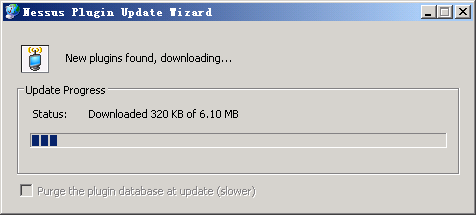 Nessus Plugin Update Wizard
New plugins found, downloading...
Update Progress
Status: Downloaded 320 KB of 6.10 MB
Purge the plugin database at update (slower)